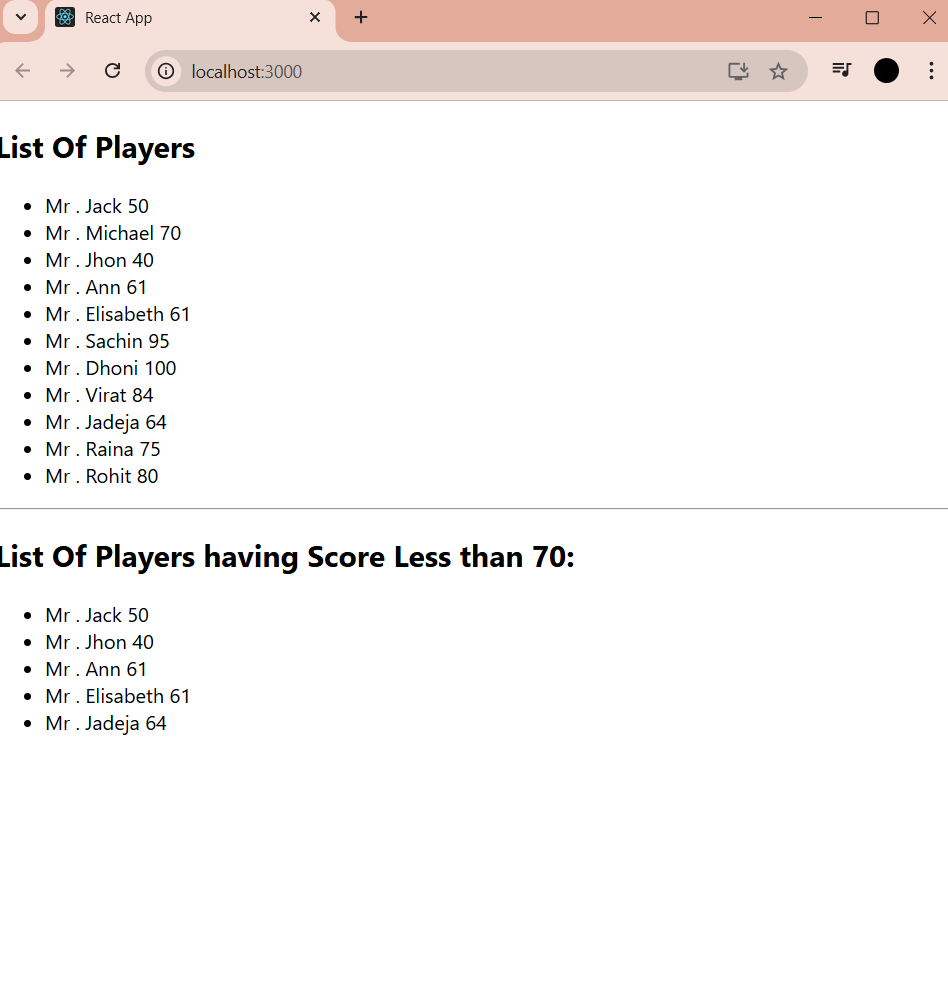 React App
localhost:3000
List Of Players
Mr . Jack 50
Mr . Michael 70
Mr . Jhon 40
Mr . Ann 61
Mr . Elisabeth 61
Mr . Sachin 95
Mr . Dhoni 100
Mr . Virat 84
Mr . Jadeja 64
Mr . Raina 75
Mr . Rohit 80
List Of Players having Score Less than 70:
Mr . Jack 50
Mr . Jhon 40
Mr . Ann 61
Mr . Elisabeth 61
Mr . Jadeja 64